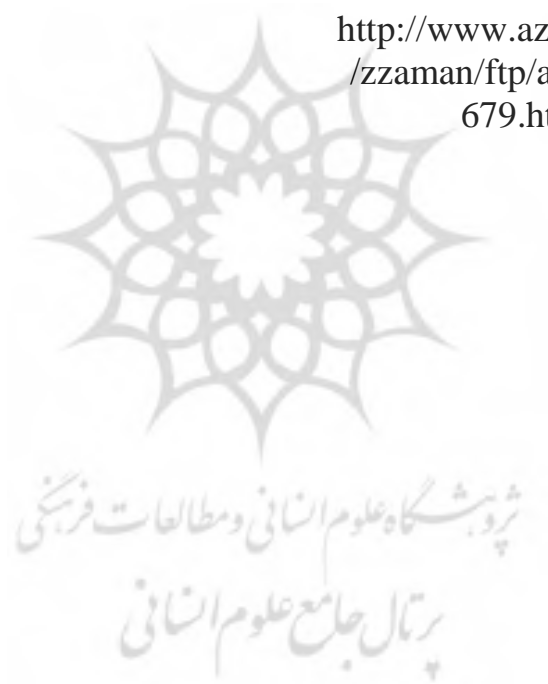 http://www.az
/zzaman/ftp/a
679.ht
پژوهشگاه علوم انسانی و مطالعات فرهنگی
پرتال جامع علوم انسانی